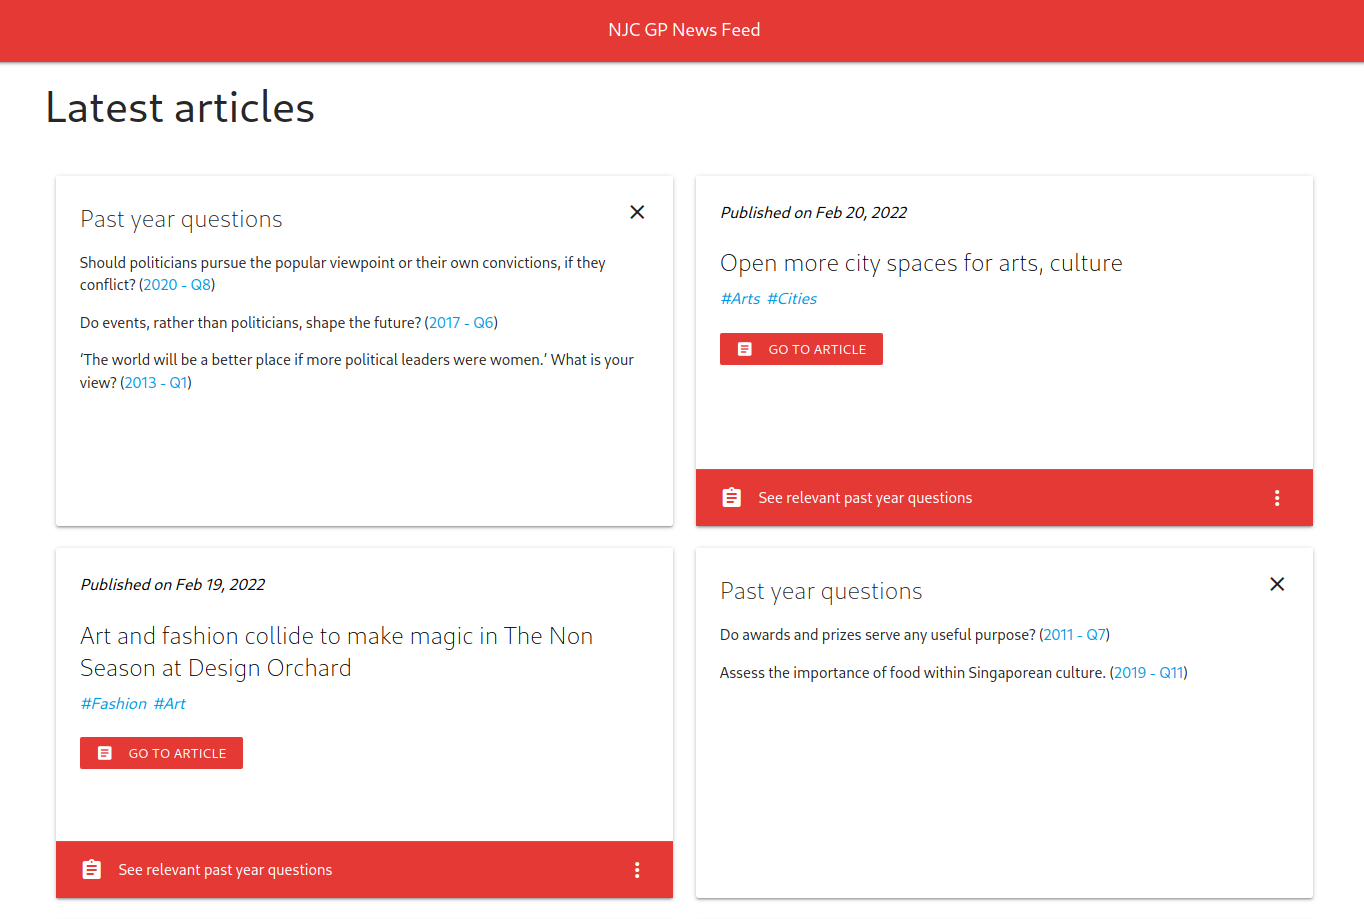 NJC GP News Feed
Latest articles
Past year questions
Should politicians pursue the popular viewpoint or their own convictions, if they
conflict? (2020 - Q8)
Do events, rather than politicians, shape the future? (2017 - Q6)
‘The world will be a better place if more political leaders were women.’ What is your
view? (2013 - Q1)
Published on Feb 20, 2022
Open more city spaces for arts, culture
#Arts #Cities
GO TO ARTICLE
See relevant past year questions
Published on Feb 19, 2022
Art and fashion collide to make magic in The Non
Season at Design Orchard
#Fashion #Art
GO TO ARTICLE
See relevant past year questions
Past year questions
Do awards and prizes serve any useful purpose? (2011 - Q7)
Assess the importance of food within Singaporean culture. (2019 - Q11)